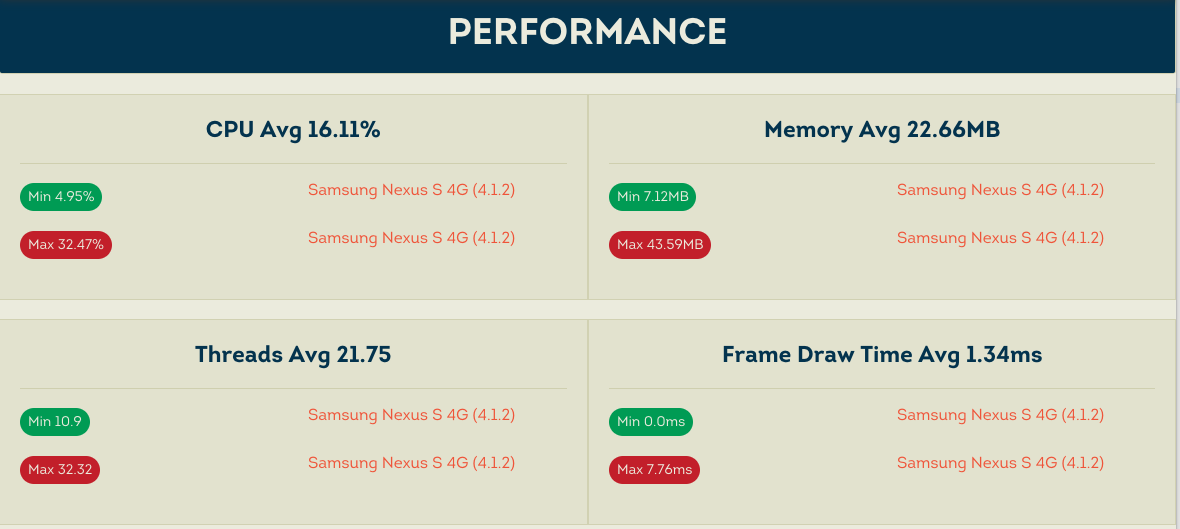 PERFORMANCE
CPU Avg 16.11%
Min 4.95% Samsung Nexus S 4G (4.1.2)
Max 32.47% Samsung Nexus S 4G (4.1.2)
Memory Avg 22.66MB
Min 7.12MB Samsung Nexus S 4G (4.1.2)
Max 43.59MB Samsung Nexus S 4G (4.1.2)
Threads Avg 21.75
Min 10.9 Samsung Nexus S 4G (4.1.2)
Max 32.32 Samsung Nexus S 4G (4.1.2)
Frame Draw Time Avg 1.34ms
Min 0.0ms Samsung Nexus S 4G (4.1.2)
Max 7.76ms Samsung Nexus S 4G (4.1.2)